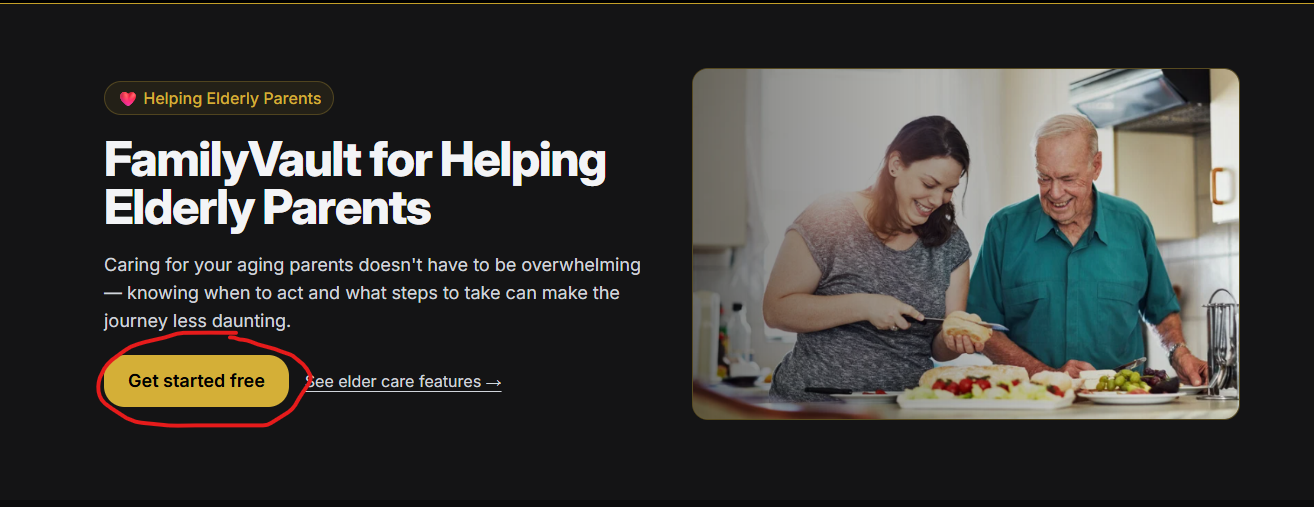 Helping Elderly Parents
FamilyVault for Helping
Elderly Parents
Caring for your aging parents doesn't have to be overwhelming
— knowing when to act and what steps to take can make the
journey less daunting.
Get started free
See elder care features →